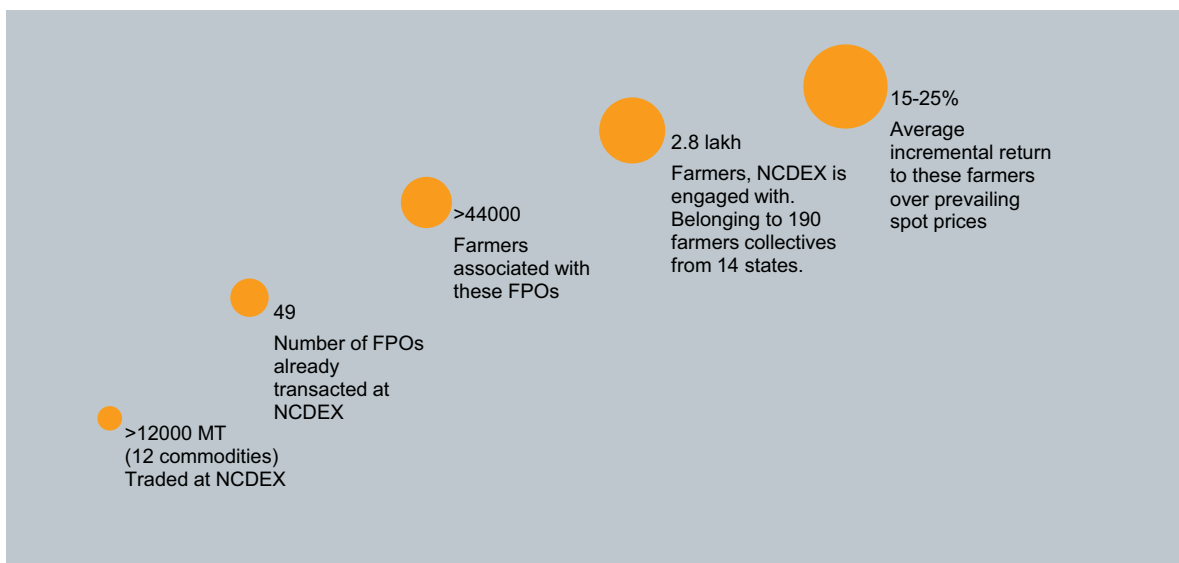 >12000 MT
(12 commodities)
Traded at NCDEX
49
Number of FPOs
already
transacted at
NCDEX
>44000
Farmers
associated with
these FPOs
2.8 lakh
Farmers, NCDEX is
engaged with.
Belonging to 190
farmers collectives
from 14 states.
15-25%
Average
incremental return
to these farmers
over prevailing
spot prices